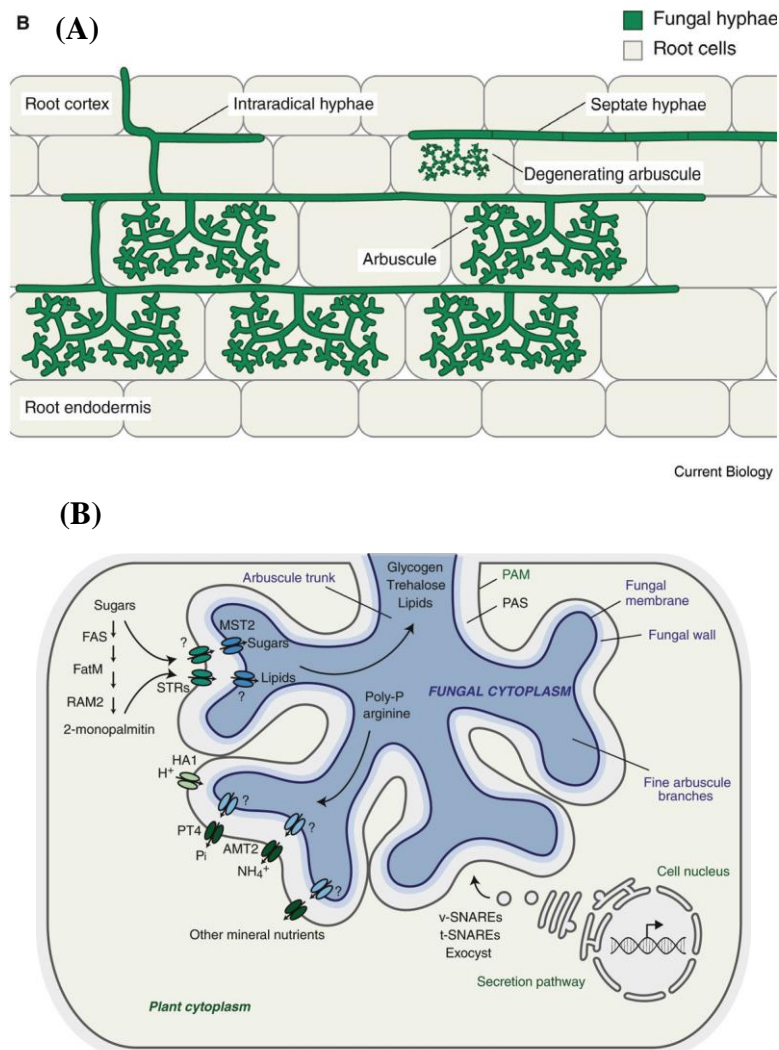 B (A)
Fungal hyphae
Root cells
Root cortex
Intraradical hyphae
Septate hyphae
Degenerating arbuscule
Arbuscule
Root endodermis
Current Biology
(B)
Arbuscule trunk
Glycogen
Trehalose
Lipids
PAM
PAS
Fungal
membrane
Fungal wall
Sugars
FAS
FatM
RAM2
2-monopalmitin
?
STRs
MST2
Sugars
Lipids
?
Poly-P
arginine
FUNGAL CYTOPLASM
Fine arbuscule
branches
HA1
H+
?
?
PT4
Pi
AMT2
NH4+
?
Other mineral nutrients
v-SNAREs
t-SNAREs
Exocyst
Cell nucleus
Secretion pathway
Plant cytoplasm